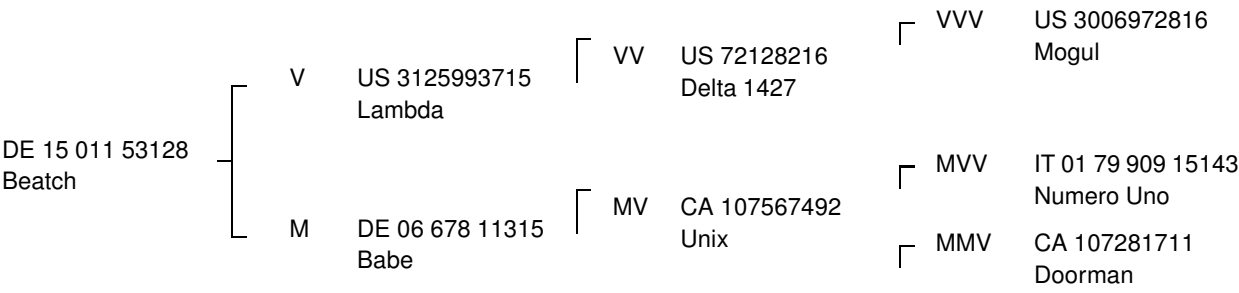 DE 15 011 53128
Beatch
V US 3125993715
Lambda
M DE 06 678 11315
Babe
VV US 72128216
Delta 1427
MV CA 107567492
Unix
VVV US 3006972816
Mogul
MVV IT 01 79 909 15143
Numero Uno
MMV CA 107281711
Doorman